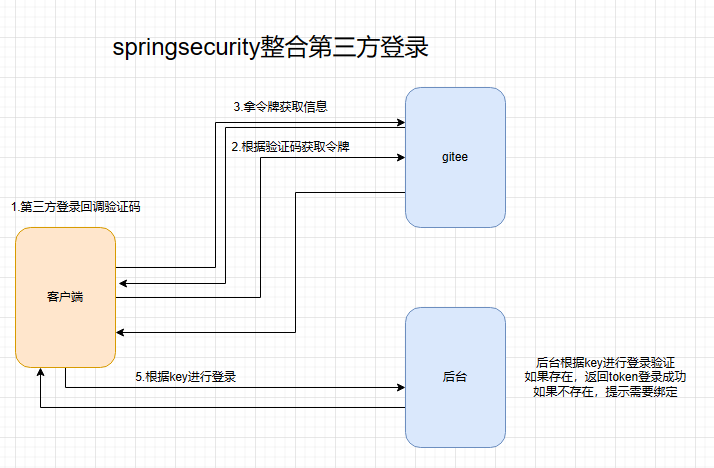 springsecurity整合第三方登录
3.拿令牌获取信息
gitee
2.根据验证码获取令牌
1.第三方登录回调验证码
客户端
5.根据key进行登录
后台
后台根据key进行登录验证
如果存在，返回token登录成功
如果不存在，提示需要绑定